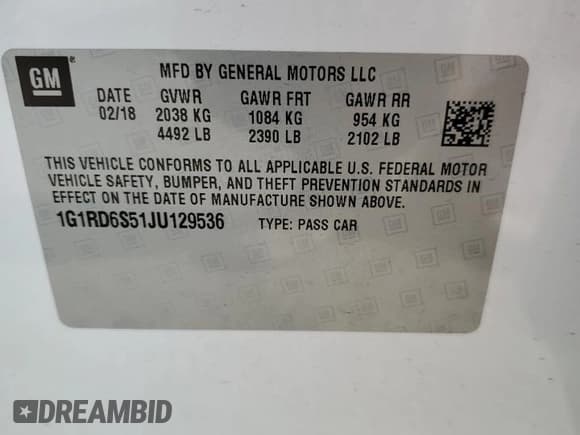 GM ®
MFD BY GENERAL MOTORS LLC
DATE GVWR GAWR FRT GAWR RR
02/18 2038 KG 1084 KG 954 KG
4492 LB 2390 LB 2102 LB
THIS VEHICLE CONFORMS TO ALL APPLICABLE U.S. FEDERAL MOTOR
VEHICLE SAFETY, BUMPER, AND THEFT PREVENTION STANDARDS IN
EFFECT ON THE DATE OF MANUFACTURE SHOWN ABOVE.
1G1RD6S51JU129536 TYPE: PASS CAR
DREAMBID